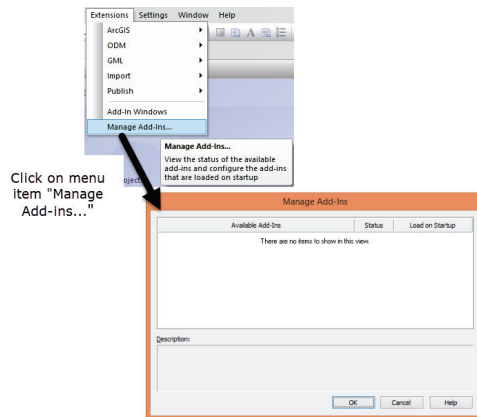 Extensions Settings Window Help
ArcGIS
ODM
GML
Import
Publish
Add-In Windows
Manage Add-Ins...
Manage Add-Ins...
View the status of the available
add-ins and configure the add-ins
that are loaded on startup
Click on menu
item "Manage
Add-ins..."
Manage Add-Ins
Available Add-Ins Status Load on Startup
There are no items to show in this view.
Description:
OK Cancel Help